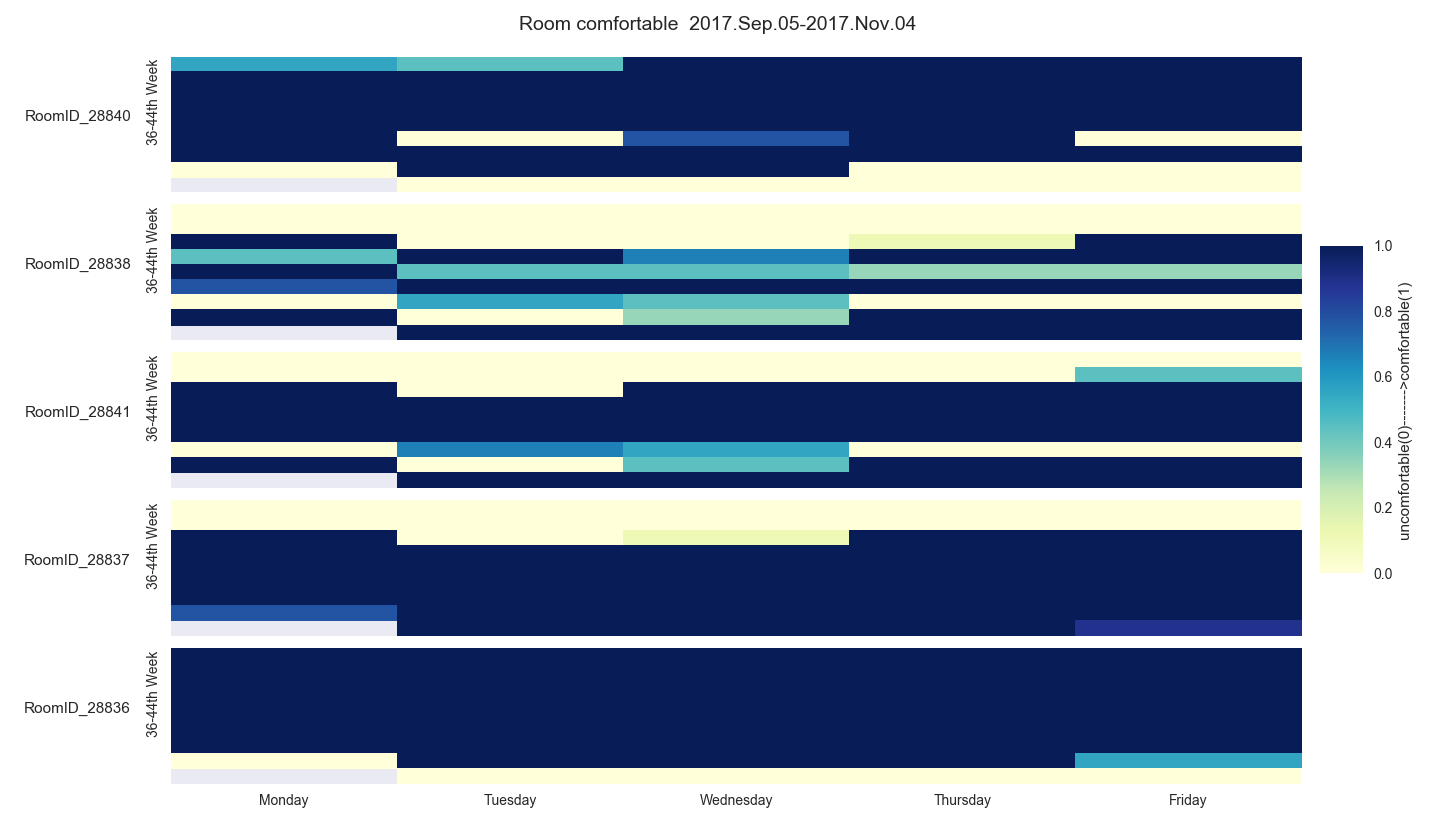 Room comfortable  2017.Sep.05-2017.Nov.04
RoomID_28840
36-44th Week
RoomID_28838
36-44th Week
RoomID_28841
36-44th Week
RoomID_28837
36-44th Week
RoomID_28836
36-44th Week
Monday Tuesday Wednesday Thursday Friday
1.0
0.8
0.6
0.4
0.2
0.0
uncomfortable(0)-------->comfortable(1)